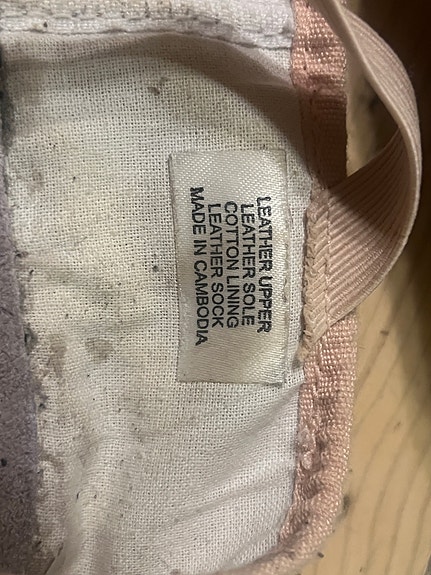 LEATHER UPPER
LEATHER SOLE
COTTON LINING
LEATHER SOCK
MADE IN CAMBODIA